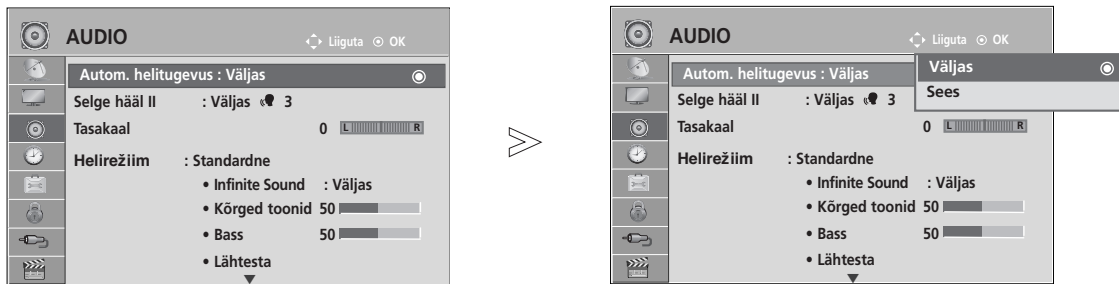 AUDIO
Liiguta OK
Autom. helitugevus : Väljas
Selge hääl II : Väljas 3
Tasakaal 0 L R
Helirežiim : Standardne
• Infinite Sound : Väljas
• Kõrged toonid 50
• Bass 50
• Lähtesta
>
AUDIO
Liiguta OK
Autom. helitugevus : Väljas
Väljas
Sees
Selge hääl II : Väljas 3
Tasakaal 0 L R
Helirežiim : Standardne
• Infinite Sound : Väljas
• Kõrged toonid 50
• Bass 50
• Lähtesta